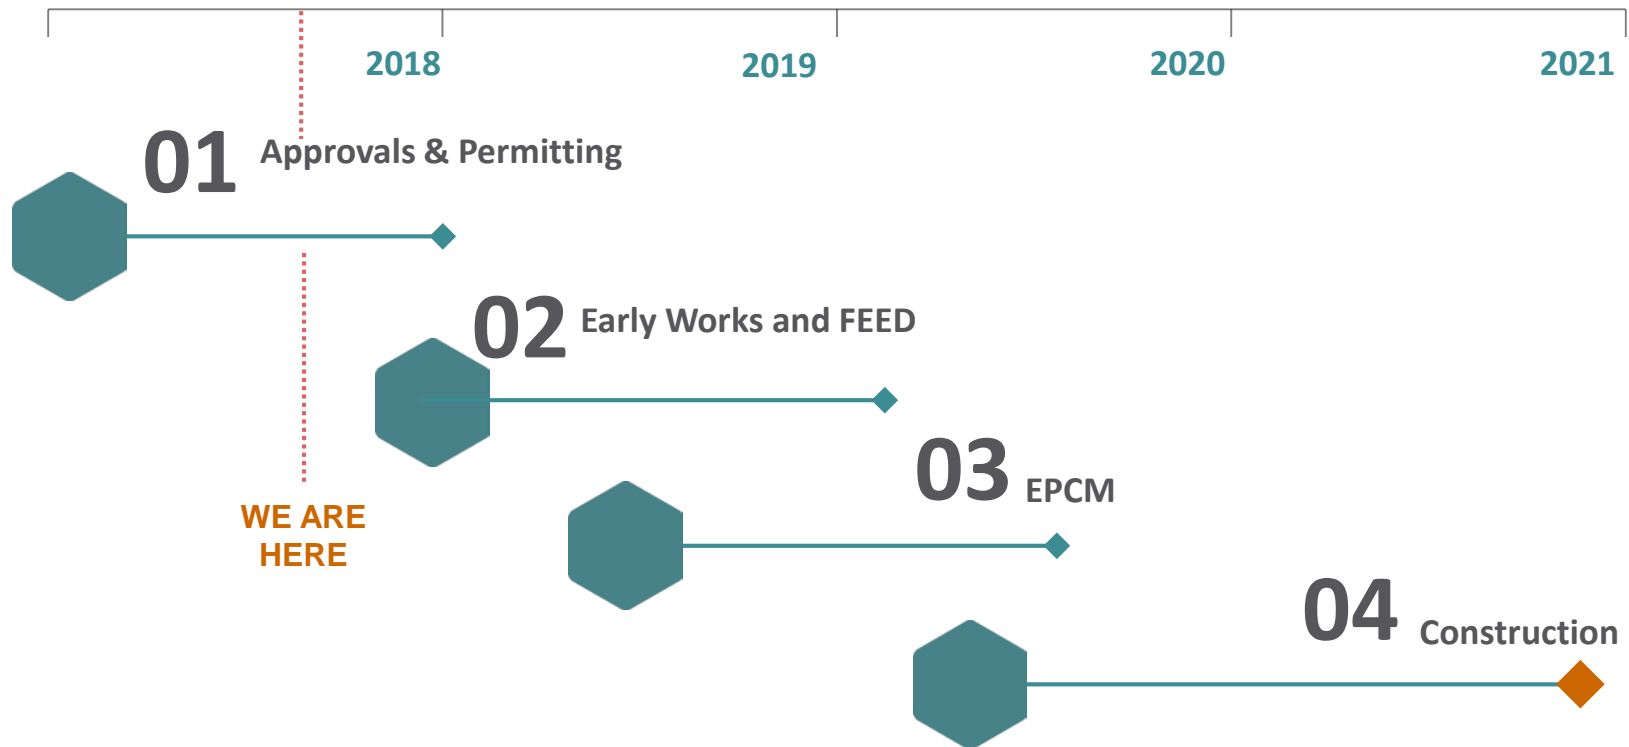 2018
2019
2020
2021
01 Approvals & Permitting
02 Early Works and FEED
03 EPCM
WE ARE
HERE
04 Construction